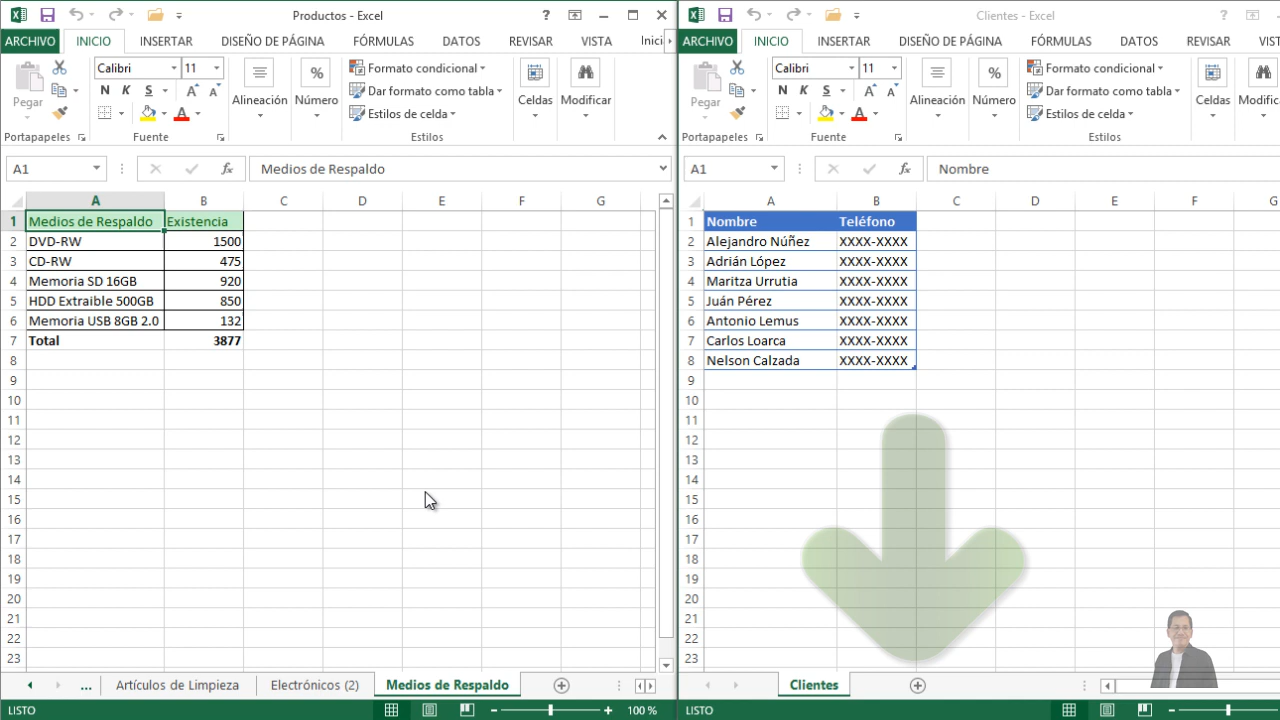 Productos - Excel
ARCHIVO INICIO INSERTAR DISEÑO DE PÁGINA FÓRMULAS DATOS REVISAR VISTA Inici
Pegar
Calibri 11
N K S
Alineación
Número
Formato condicional
Dar formato como tabla
Estilos de celda
Celdas
Modificar
Portapapeles Fuente Estilos
A1 fx Medios de Respaldo
A B C D E F G
1 Medios de Respaldo Existencia
2 DVD-RW 1500
3 CD-RW 475
4 Memoria SD 16GB 920
5 HDD Extraible 500GB 850
6 Memoria USB 8GB 2.0 132
7 Total 3877
8
9
10
11
12
13
14
15
16
17
18
19
20
21
22
23
... Artículos de Limpieza Electrónicos (2) Medios de Respaldo
LISTO 100 %
Clientes - Excel
ARCHIVO INICIO INSERTAR DISEÑO DE PÁGINA FÓRMULAS DATOS REVISAR VIST
Pegar
Calibri 11
N K S
Alineación
Número
Formato condicional
Dar formato como tabla
Estilos de celda
Celdas
Modific
Portapapeles Fuente Estilos
A1 fx Nombre
A B C D E F G
1 Nombre Teléfono
2 Alejandro Núñez XXXX-XXXX
3 Adrián López XXXX-XXXX
4 Maritza Urrutia XXXX-XXXX
5 Juán Pérez XXXX-XXXX
6 Antonio Lemus XXXX-XXXX
7 Carlos Loarca XXXX-XXXX
8 Nelson Calzada XXXX-XXXX
9
10
11
12
13
14
15
16
17
18
19
20
21
22
23
Clientes
LISTO